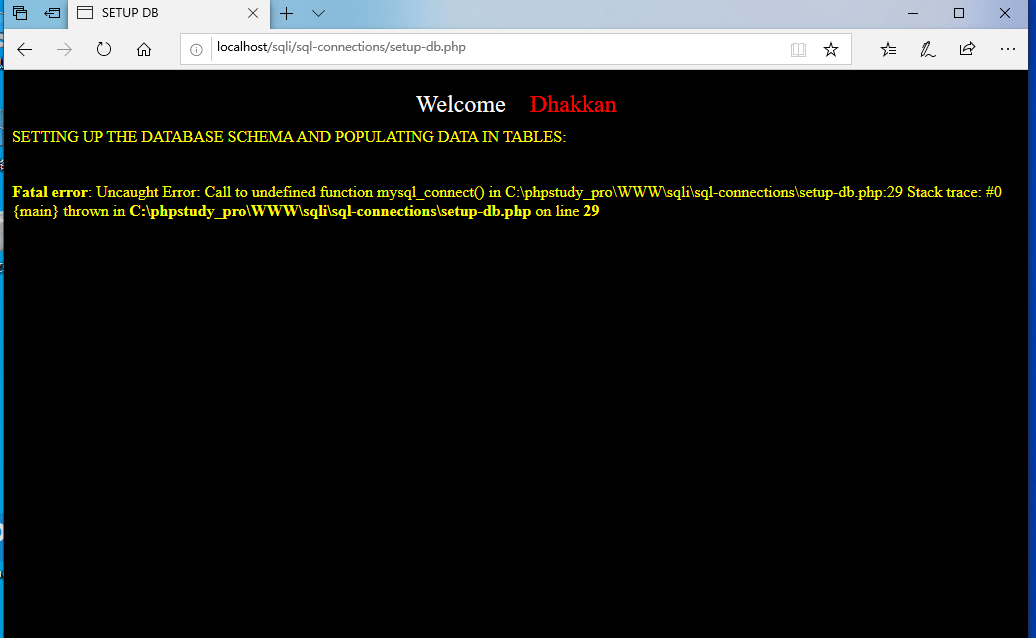 SETUP DB
localhost/sqli/sql-connections/setup-db.php
Welcome Dhakkan
SETTING UP THE DATABASE SCHEMA AND POPULATING DATA IN TABLES:
Fatal error: Uncaught Error: Call to undefined function mysql_connect() in C:\phpstudy_pro\WWW\sqli\sql-connections\setup-db.php:29 Stack trace: #0
{main} thrown in C:\phpstudy_pro\WWW\sqli\sql-connections\setup-db.php on line 29